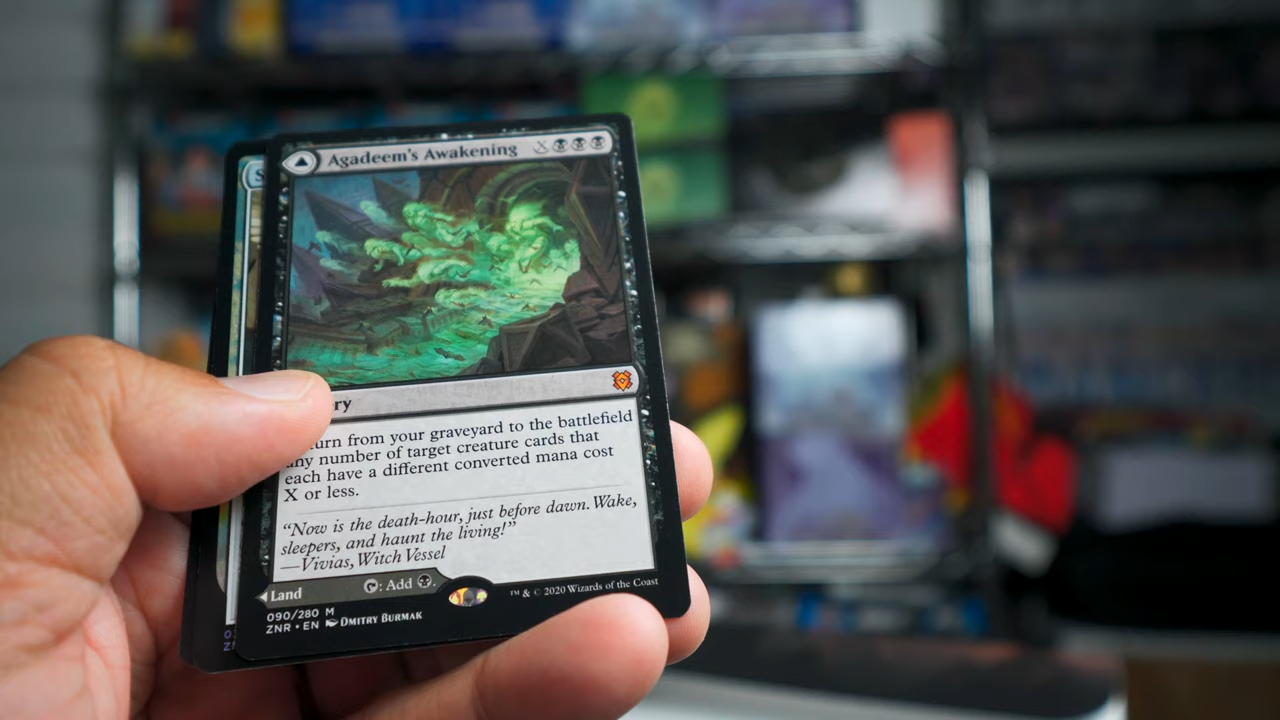 S
Agadeem's Awakening X
ry
urn from your graveyard to the battlefield
any number of target creature cards that
each have a different converted mana cost
X or less.
“Now is the death-hour, just before dawn. Wake,
sleepers, and haunt the living!”
—Vivias, Witch Vessel
Land : Add .
090/280 M
ZNR • EN DMITRY BURMAK
™ & © 2020 Wizards of the Coast